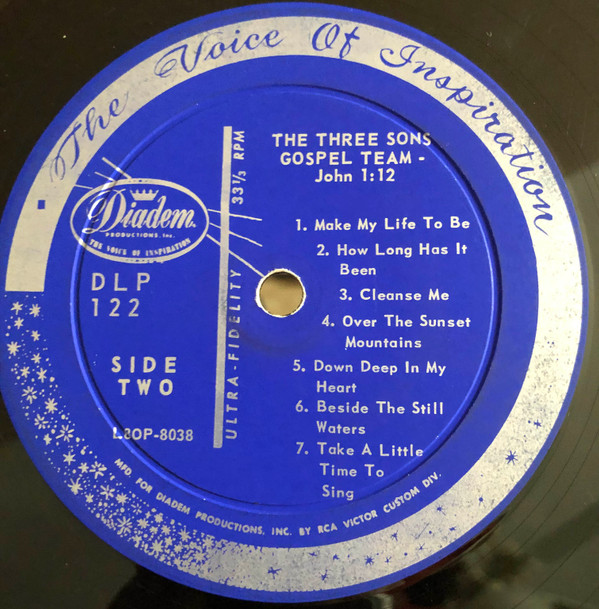 The Voice Of Inspiration
THE THREE SONS
GOSPEL TEAM -
John 1:12
Diadem.
PRODUCTIONS, Inc.
THE VOICE OF INSPIRATION
DLP
122
SIDE
TWO
L8OP-8038
ULTRA-FIDELITY 33⅓ RPM
1. Make My Life To Be
2. How Long Has It
Been
3. Cleanse Me
4. Over The Sunset
Mountains
5. Down Deep In My
Heart
6. Beside The Still
Waters
7. Take A Little
Time To
Sing
MFD FOR DIADEM PRODUCTIONS, INC. BY RCA VICTOR CUSTOM DIV.